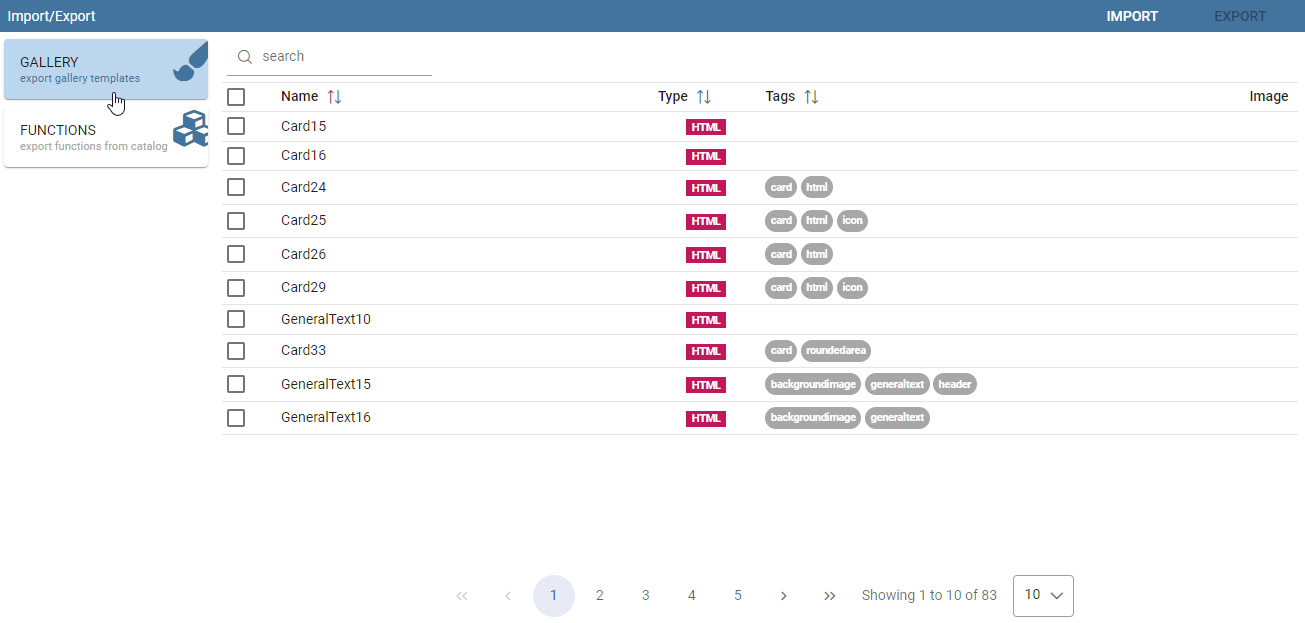 Import/Export IMPORT EXPORT
GALLERY
export gallery templates
FUNCTIONS
export functions from catalog
search
Name Type Tags Image
Card15 HTML
Card16 HTML
Card24 HTML card html
Card25 HTML card html icon
Card26 HTML card html
Card29 HTML card html icon
GeneralText10 HTML
Card33 HTML card roundedarea
GeneralText15 HTML backgroundimage generaltext header
GeneralText16 HTML backgroundimage generaltext
« ‹ 1 2 3 4 5 › » Showing 1 to 10 of 83 10